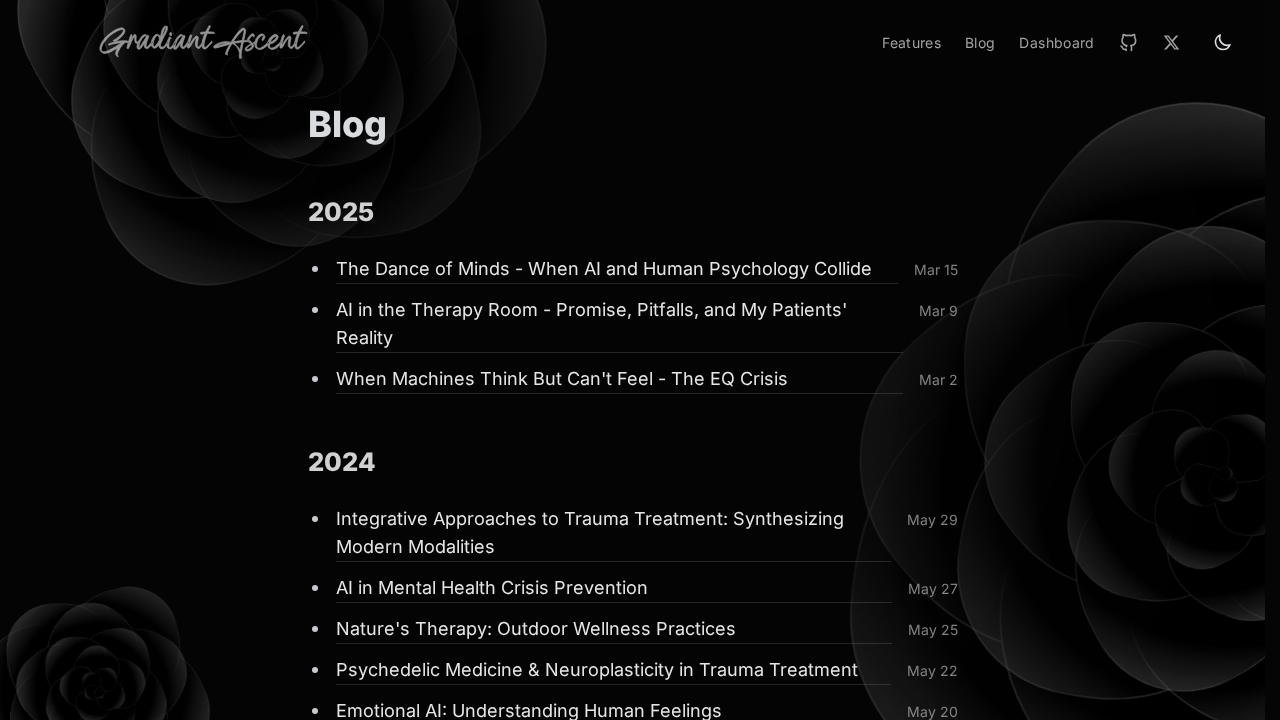 Gradiant Ascent
Features Blog Dashboard
Blog
2025
The Dance of Minds - When AI and Human Psychology Collide Mar 15
AI in the Therapy Room - Promise, Pitfalls, and My Patients' Mar 9
Reality
When Machines Think But Can't Feel - The EQ Crisis Mar 2
2024
Integrative Approaches to Trauma Treatment: Synthesizing May 29
Modern Modalities
AI in Mental Health Crisis Prevention May 27
Nature's Therapy: Outdoor Wellness Practices May 25
Psychedelic Medicine & Neuroplasticity in Trauma Treatment May 22
Emotional AI: Understanding Human Feelings May 20